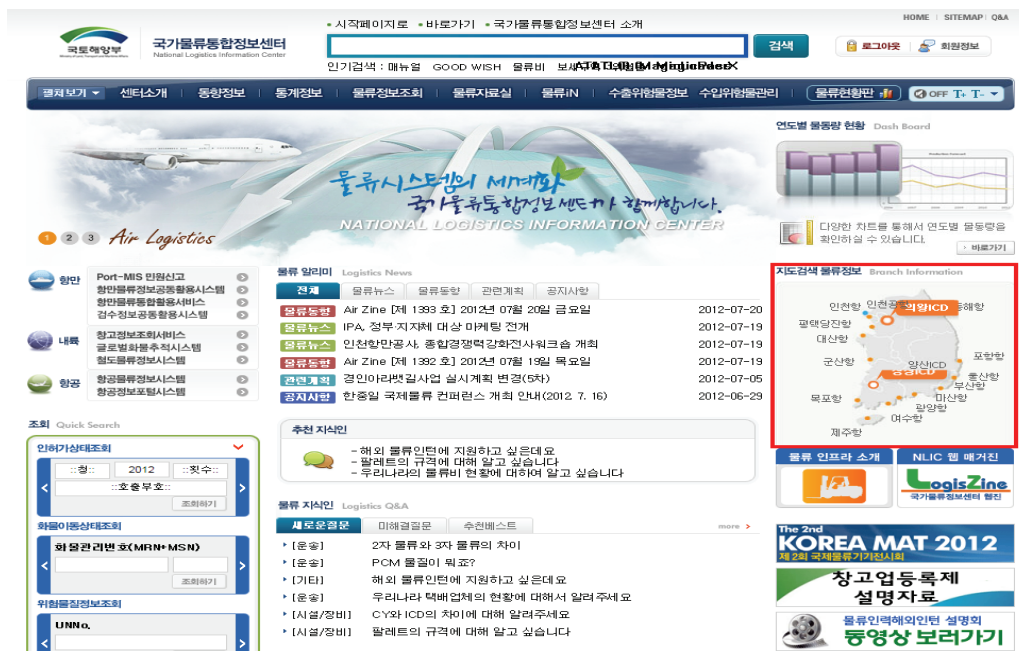 • 시작페이지로 • 바로가기 • 국가물류통합정보센터 소개
HOME | SITEMAP | Q&A
국토해양부
국가물류통합정보센터
National Logistics Information Center
검색
로그아웃
회원정보
인기검색 : 매뉴얼 GOOD WISH 물류비
펼쳐보기
센터소개 | 동향정보 | 통계정보 | 물류정보조회 | 물류자료실 | 물류iN | 수출위험물정보 수입위험물관리 | 물류현황판 OFF T+ T-
물류시스템의 세계화
국가물류통합정보센터가 함께합니다.
NATIONAL LOGISTICS INFORMATION CENTER
1 2 3 Air Logistics
연도별 물동량 현황 Dash Board
다양한 차트를 통해서 연도별 물동량을
확인하실 수 있습니다.
› 바로가기
항만
Port-MIS 민원신고
항만물류정보공동활용시스템
항만물류통합활용서비스
검수정보공동활용시스템
내륙
창고정보조회서비스
글로벌화물추적시스템
철도물류정보시스템
항공
항공물류정보시스템
항공정보포털시스템
물류 알리미 Logistics News
전체 물류뉴스 물류동향 관련계획 공지사항
물류동향 Air Zine [제 1393 호] 2012년 07월 20일 금요일 2012-07-20
물류뉴스 IPA, 정부·지자체 대상 마케팅 전개 2012-07-19
물류뉴스 인천항만공사, 종합경쟁력강화전사워크숍 개최 2012-07-19
물류동향 Air Zine [제 1392 호] 2012년 07월 19일 목요일 2012-07-19
관련계획 경인아라뱃길사업 실시계획 변경(5차) 2012-07-05
공지사항 한중일 국제물류 컨퍼런스 개최 안내(2012. 7. 16) 2012-06-29
지도검색 물류정보 Branch Information
인천항
의왕ICD
동해항
평택당진항
대산항
포항항
군산항
양산ICD
울산항
부산항
목포항
마산항
광양항
여수항
제주항
조회 Quick Search
인허가상태조회
::청:: 2012 ::횟수::
::호출부호::
조회하기
화물이동상태조회
화물관리번호(MRN+MSN)
조회하기
위험물질정보조회
UNNo.
추천 지식인
- 해외 물류인턴에 지원하고 싶은데요
- 팔레트의 규격에 대해 알고 싶습니다
- 우리나라의 물류비 현황에 대하여 알고 싶습니다
물류 지식인 Logistics Q&A
새로운질문 미해결질문 추천베스트 more >
[운송] 2자 물류와 3자 물류의 차이
[운송] PCM 물질이 뭐죠?
[기타] 해외 물류인턴에 지원하고 싶은데요
[운송] 우리나라 택배업체의 현황에 대해서 알려주세요
[시설/장비] CY와 ICD의 차이에 대해 알려주세요
[시설/장비] 팔레트의 규격에 대해 알고 싶습니다
물류 인프라 소개
NLIC 웹 매거진
LogisZine
국가물류정보센터 웹진
The 2nd
KOREA MAT 2012
제 2회 국제물류기기전시회
창고업등록제
설명자료
물류인력해외인턴 설명회
동영상 보러가기